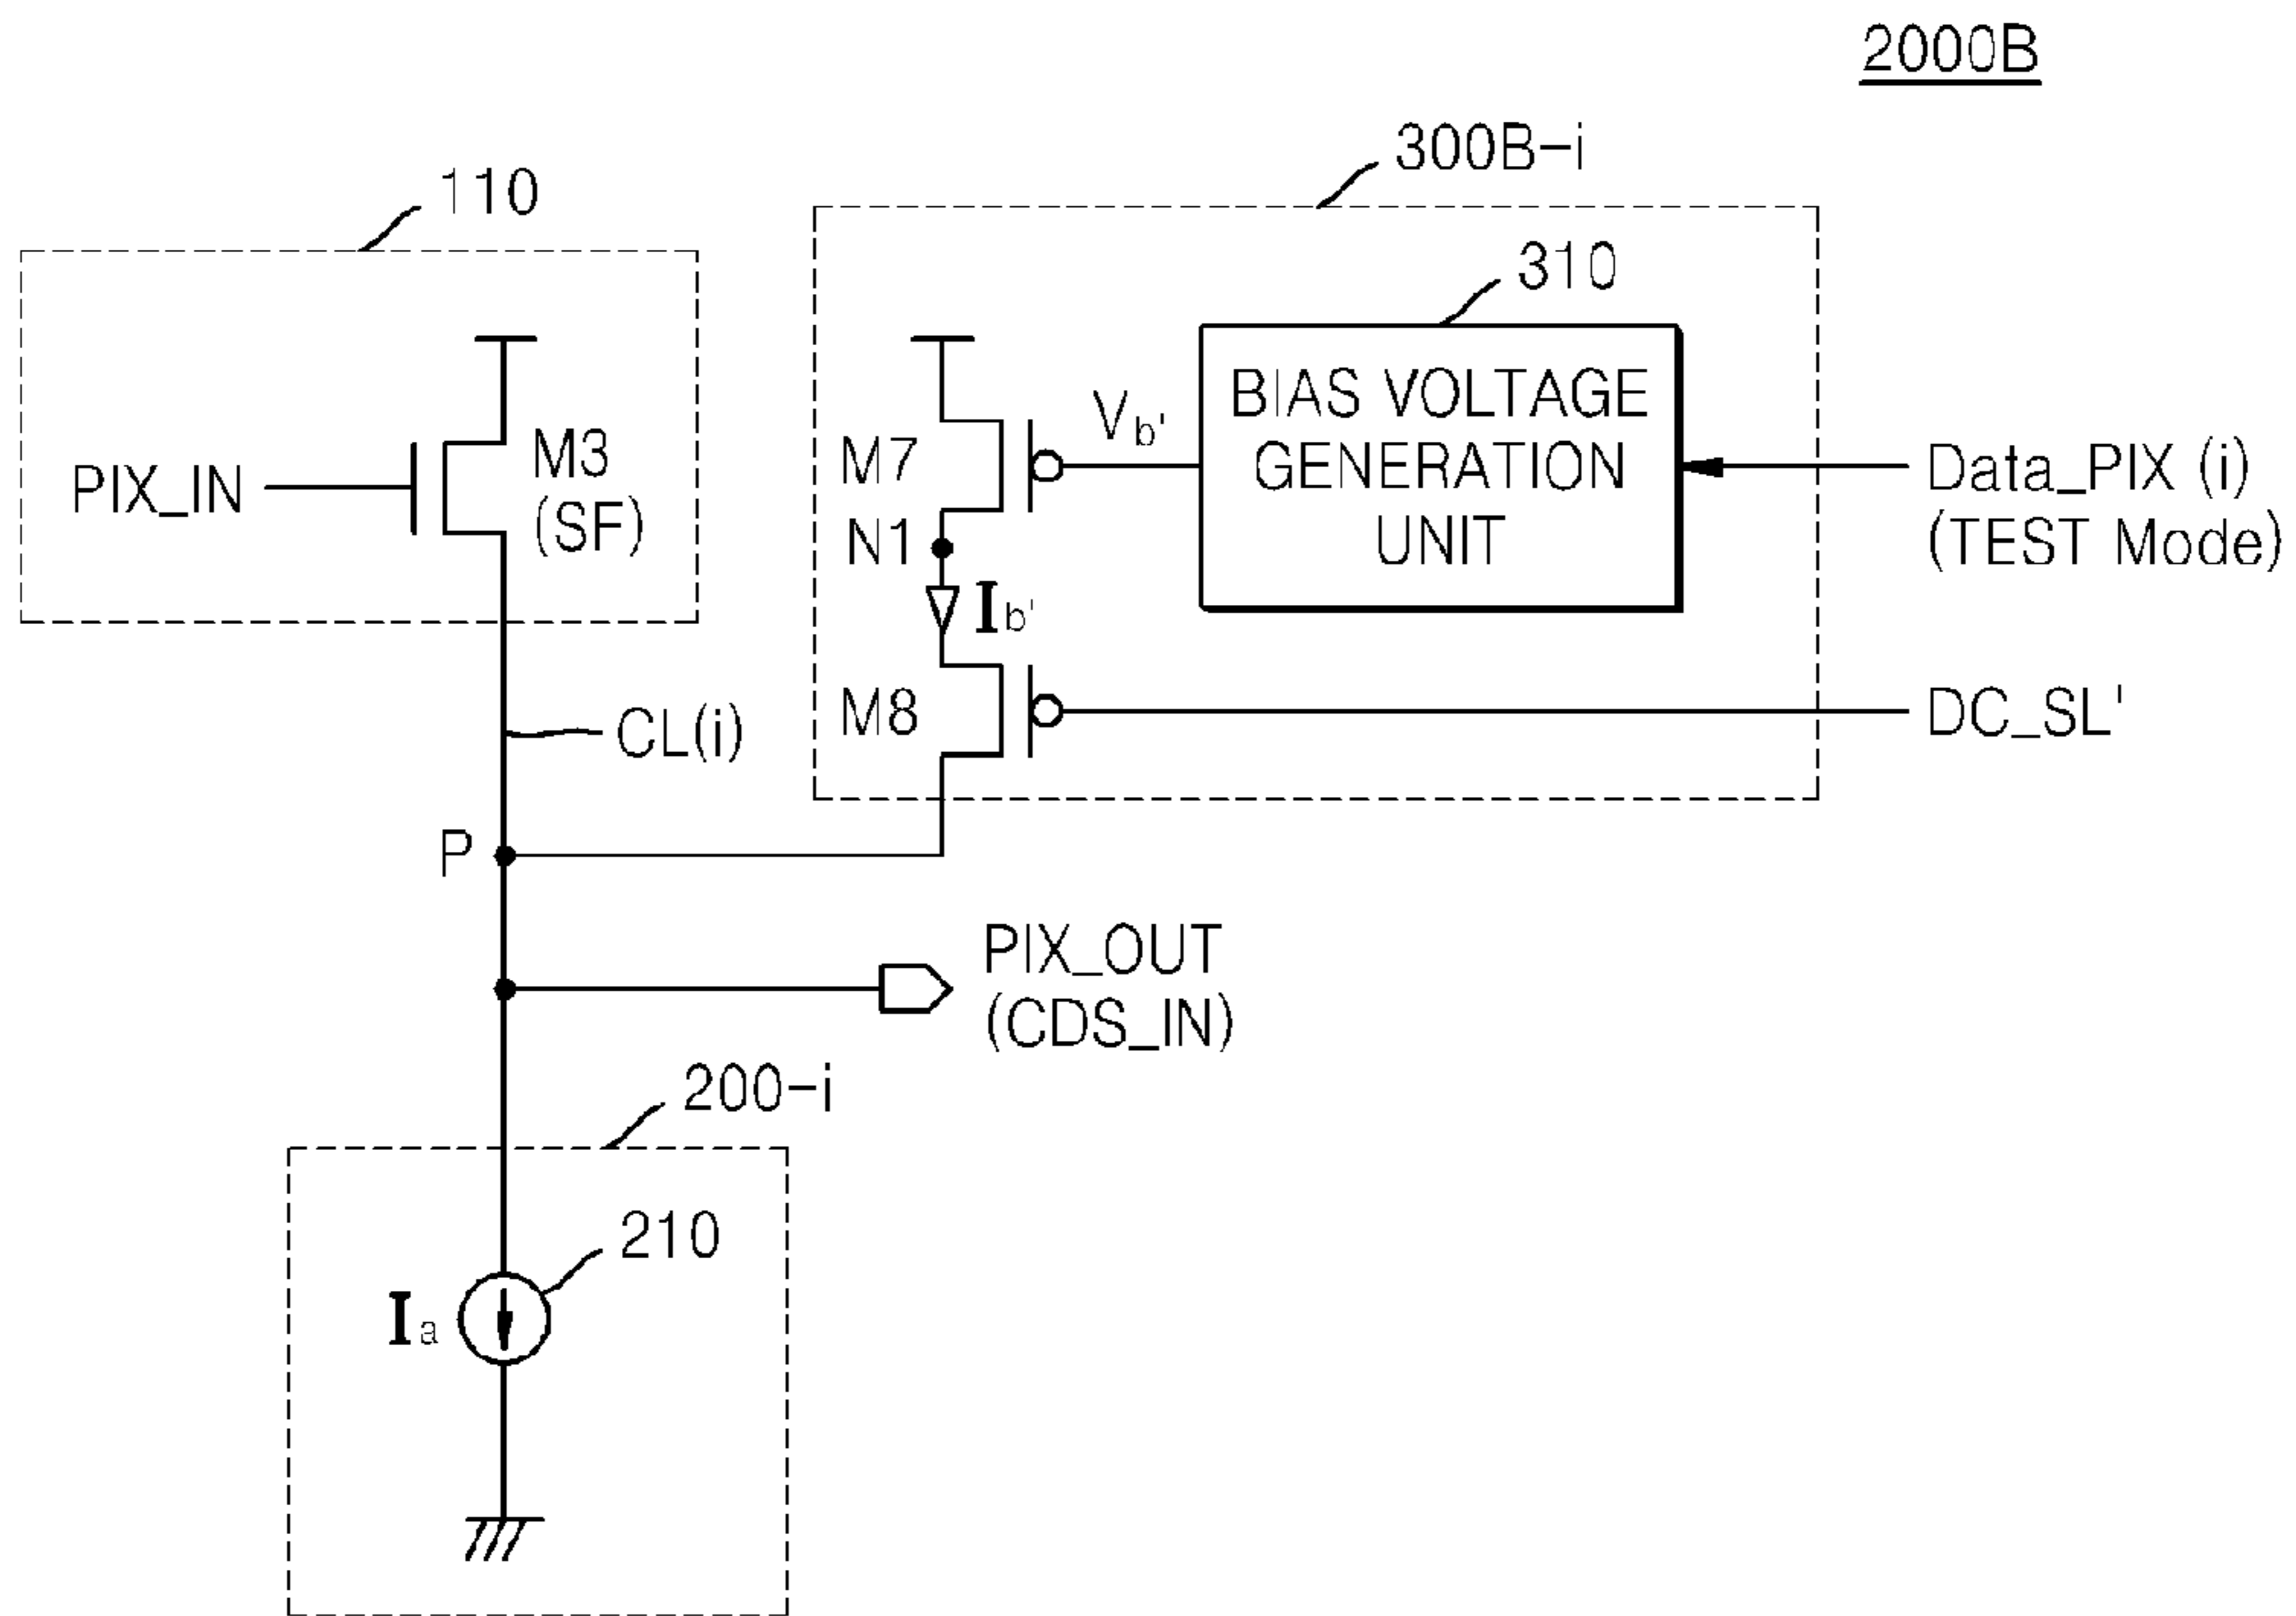 2000B
300B-i
110
310
BIAS VOLTAGE
GENERATION
UNIT
Vb'
M3
(SF)
PIX_IN
M7
N1
Data_PIX (i)
(TEST Mode)
Ib'
M8
DC_SL'
CL(i)
P
PIX_OUT
(CDS_IN)
200-i
210
Ia